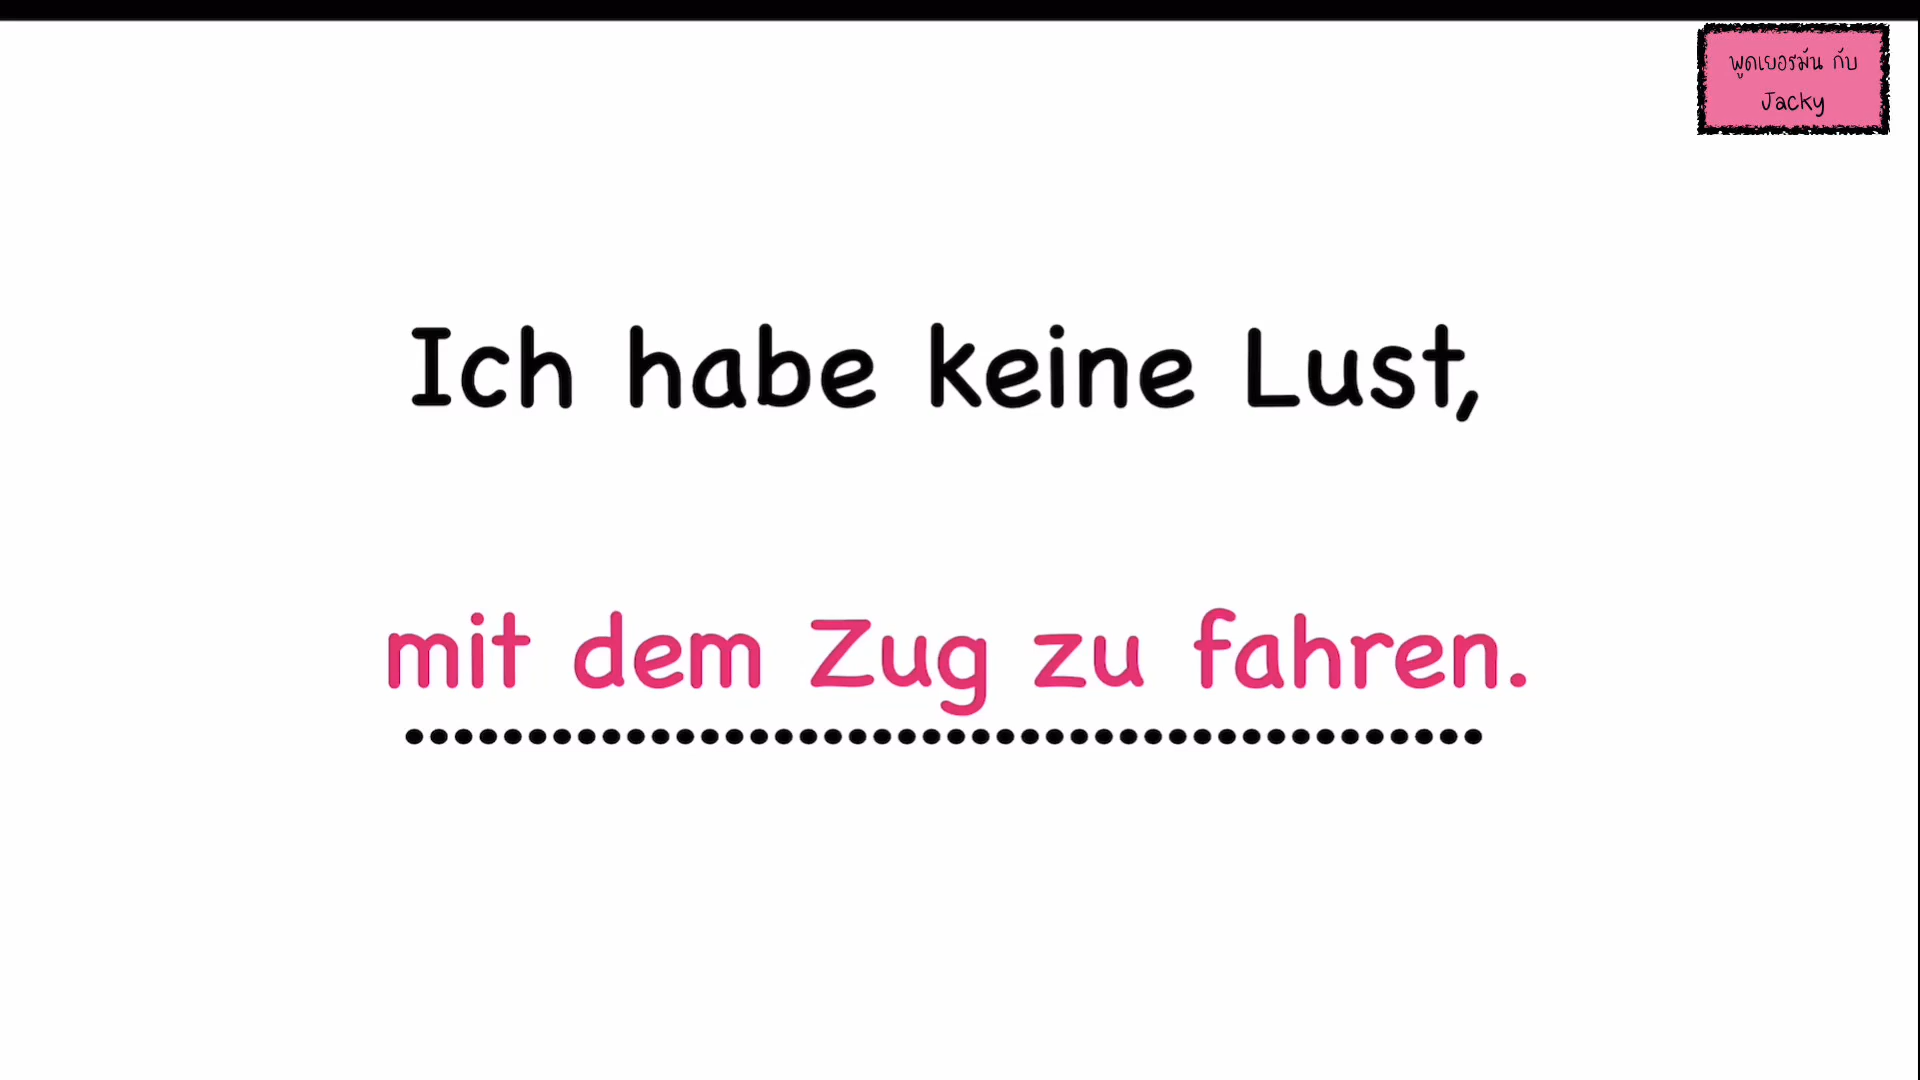 พูดเยอรมัน กับ
Jacky
Ich habe keine Lust,
mit dem Zug zu fahren.